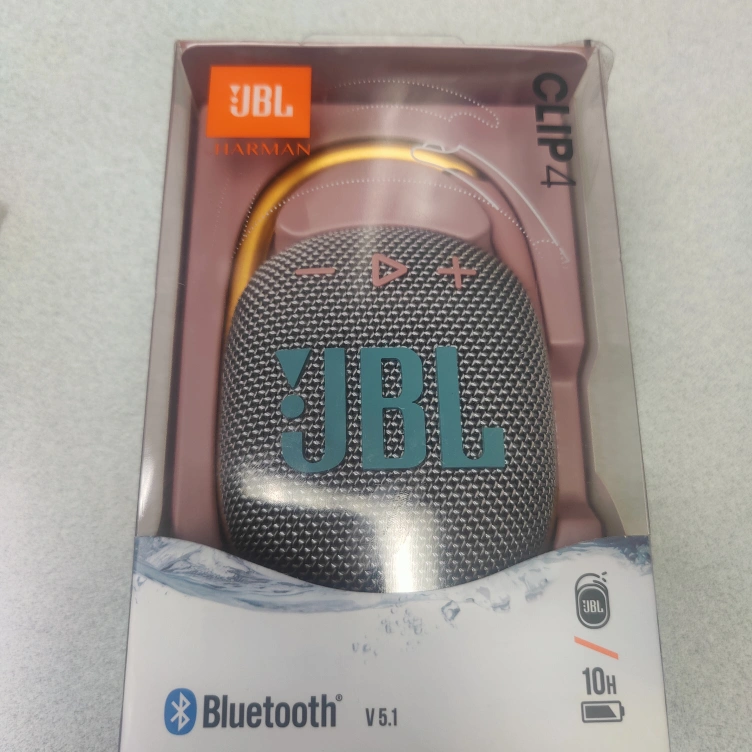 JBL
HARMAN
CLIP 4
JBL
JBL
10H
Bluetooth®
V 5.1